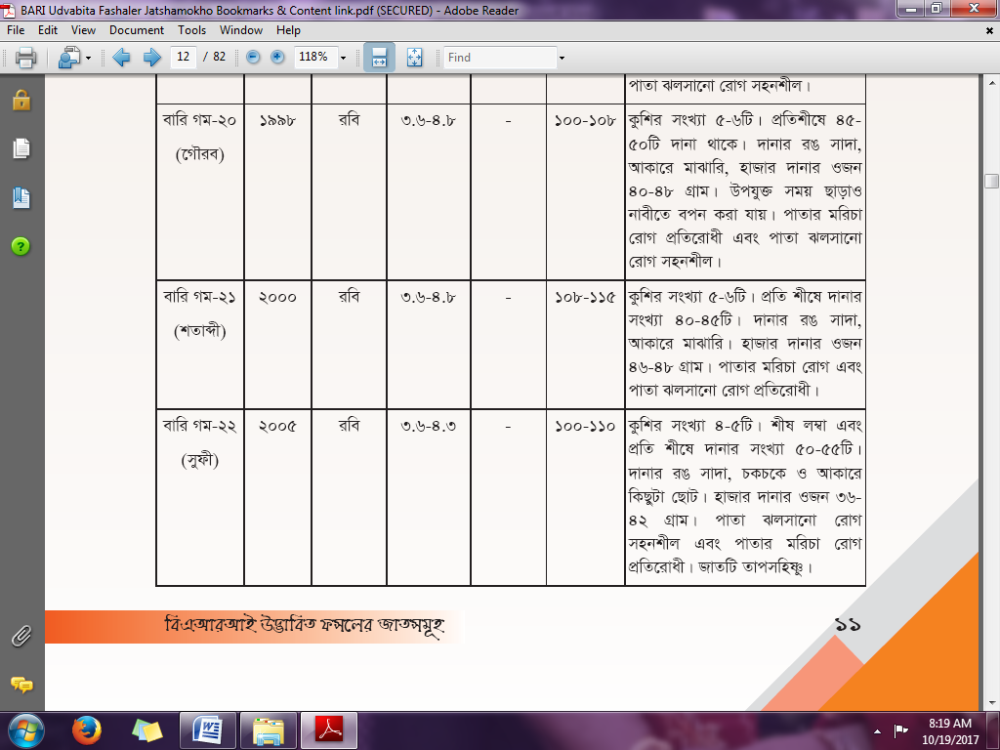 BARI Udvabita Fashaler Jatshamokho Bookmarks & Content link.pdf (SECURED) - Adobe Reader
File Edit View Document Tools Window Help
12 / 82 118% Find
পাতা ঝলসানো রোগ সহনশীল।
বারি গম-২০ ১৯৯৮ রবি ৩.৬-৪.৮ - ১০০-১০৮ কুশির সংখ্যা ৫-৬টি। প্রতিশীষে ৪৫-
(গৌরব) ৫০টি দানা থাকে। দানার রঙ সাদা,
আকারে মাঝারি, হাজার দানার ওজন
৪০-৪৮ গ্রাম। উপযুক্ত সময় ছাড়াও
নাবীতে বপন করা যায়। পাতার মরিচা
রোগ প্রতিরোধী এবং পাতা ঝলসানো
রোগ সহনশীল।
বারি গম-২১ ২০০০ রবি ৩.৬-৪.৮ - ১০৮-১১৫ কুশির সংখ্যা ৫-৬টি। প্রতি শীষে দানার
(শতাব্দী) সংখ্যা ৪০-৪৫টি। দানার রঙ সাদা,
আকারে মাঝারি। হাজার দানার ওজন
৪৬-৪৮ গ্রাম। পাতার মরিচা রোগ এবং
পাতা ঝলসানো রোগ প্রতিরোধী।
বারি গম-২২ ২০০৫ রবি ৩.৬-৪.৩ - ১০০-১১০ কুশির সংখ্যা ৪-৫টি। শীষ লম্বা এবং
(সুফী) প্রতি শীষে দানার সংখ্যা ৫০-৫৫টি।
দানার রঙ সাদা, চকচকে ও আকারে
কিছুটা ছোট। হাজার দানার ওজন ৩৬-
৪২ গ্রাম। পাতা ঝলসানো রোগ
সহনশীল এবং পাতার মরিচা রোগ
প্রতিরোধী। জাতটি তাপসহিষ্ণু।
বিএআরআই উদ্ভাবিত ফসলের জাতসমূহ ১১
8:19 AM
10/19/2017